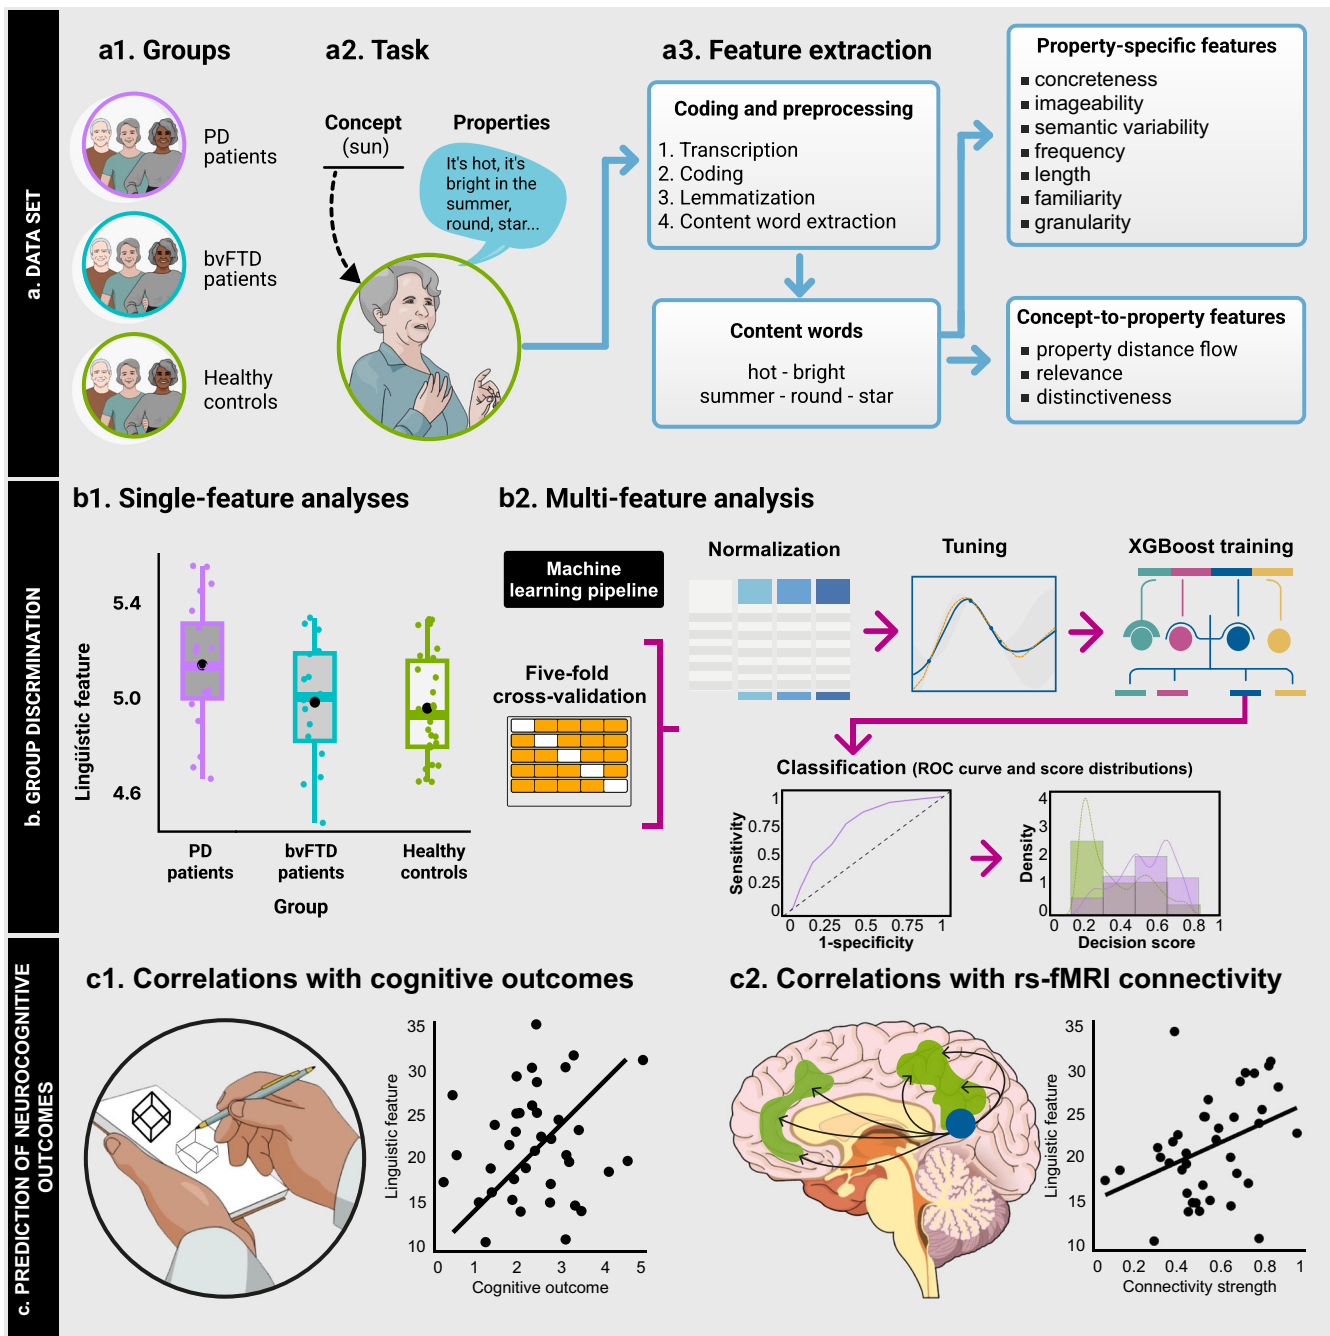 a. DATA SET
a1. Groups
PD
patients
bvFTD
patients
Healthy
controls
a2. Task
Concept
(sun)
Properties
It's hot, it's
bright in the
summer,
round, star...
a3. Feature extraction
Coding and preprocessing
1. Transcription
2. Coding
3. Lemmatization
4. Content word extraction
Content words
hot - bright
summer - round - star
Property-specific features
▪ concreteness
▪ imageability
▪ semantic variability
▪ frequency
▪ length
▪ familiarity
▪ granularity
Concept-to-property features
▪ property distance flow
▪ relevance
▪ distinctiveness
b. GROUP DISCRMINATION
b1. Single-feature analyses
Lingüístic feature
5.4
5.0
4.6
PD
patients
bvFTD
patients
Healthy
controls
Group
b2. Multi-feature analysis
Machine
learning pipeline
Five-fold
cross-validation
Normalization
Tuning
XGBoost training
Classification (ROC curve and score distributions)
Sensitivity
1
0.75
0.5
0.25
0
0 0.25 0.5 0.75 1
1-specificity
Density
4
3
2
1
0
0 0.2 0.4 0.6 0.8 1
Decision score
c. PREDICTION OF NEUROCOGNITIVE
OUTCOMES
c1. Correlations with cognitive outcomes
Linguistic feature
35
30
25
20
15
10
0 1 2 3 4 5
Cognitive outcome
c2. Correlations with rs-fMRI connectivity
Linguistic feature
35
30
25
20
15
10
0 0.2 0.4 0.6 0.8 1
Connectivity strength